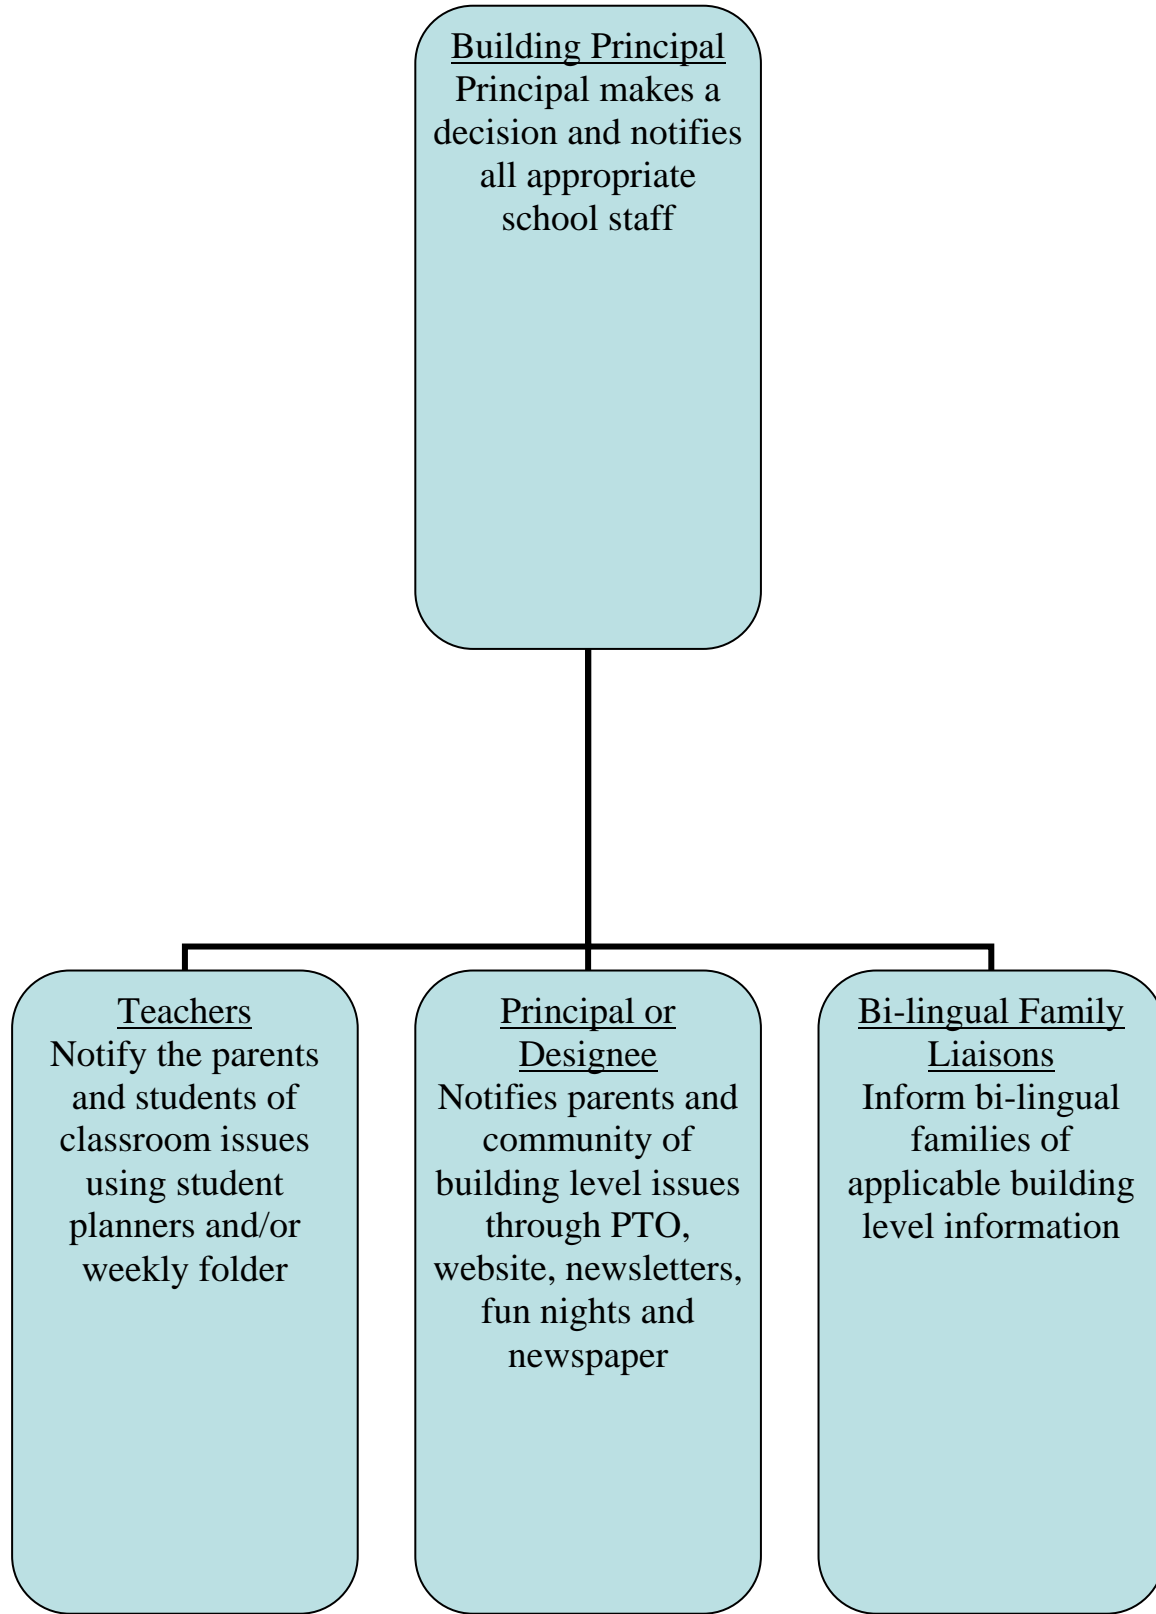 Building Principal
Principal makes a
decision and notifies
all appropriate
school staff
Teachers
Notify the parents
and students of
classroom issues
using student
planners and/or
weekly folder
Principal or
Designee
Notifies parents and
community of
building level issues
through PTO,
website, newsletters,
fun nights and
newspaper
Bi-lingual Family
Liaisons
Inform bi-lingual
families of
applicable building
level information